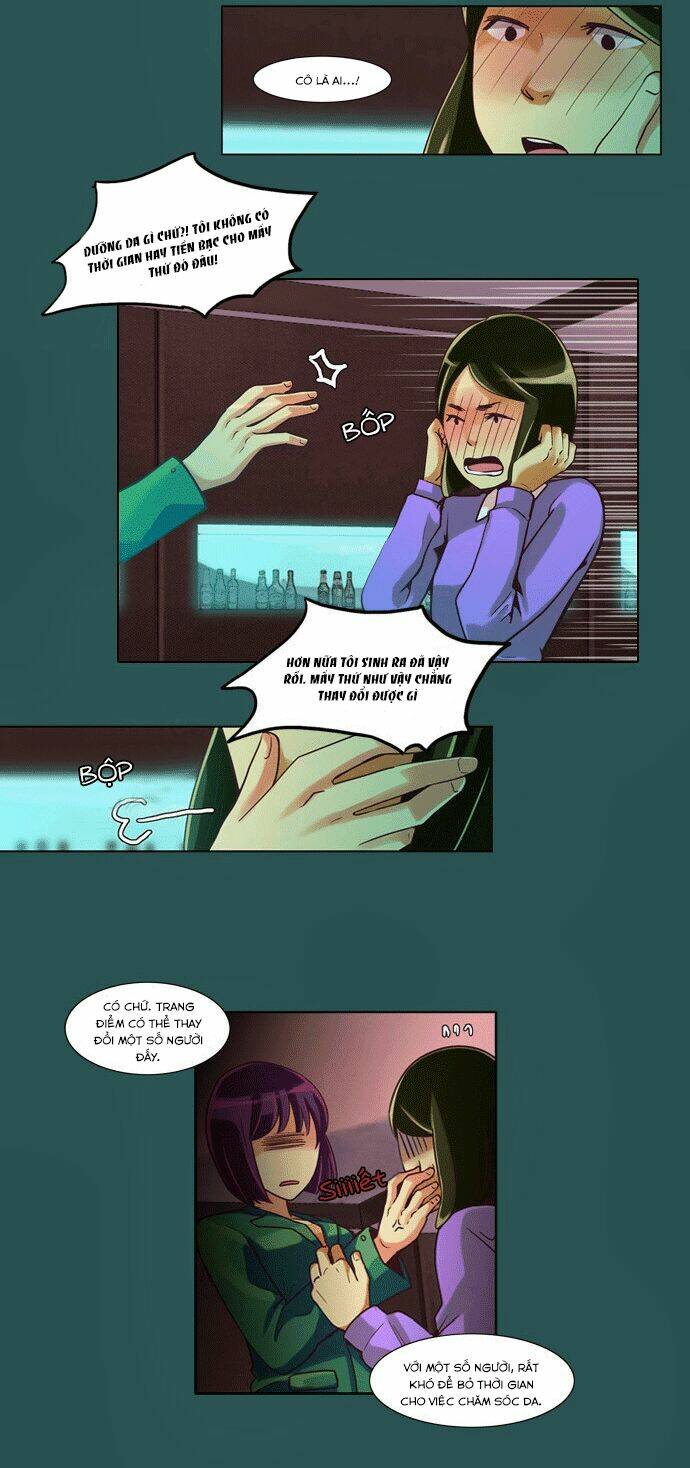 CÔ LÀ AI...!
DƯỠNG DA GÌ CHỨ?! TÔI KHÔNG CÓ
THỜI GIAN HAY TIỀN BẠC CHO MẤY
THỨ ĐÓ ĐÂU!
BỐP
HƠN NỮA TÔI SINH RA ĐÃ VẬY
RỒI. MẤY THỨ NHƯ VẬY CHẲNG
THAY ĐỔI ĐƯỢC GÌ
BỘP
CÓ CHỨ. TRANG
ĐIỂM CÓ THỂ THAY
ĐỔI MỘT SỐ NGƯỜI
ĐẤY.
Siiiiết
VỚI MỘT SỐ NGƯỜI, RẤT
KHÓ ĐỂ BỎ THỜI GIAN
CHO VIỆC CHĂM SÓC DA.